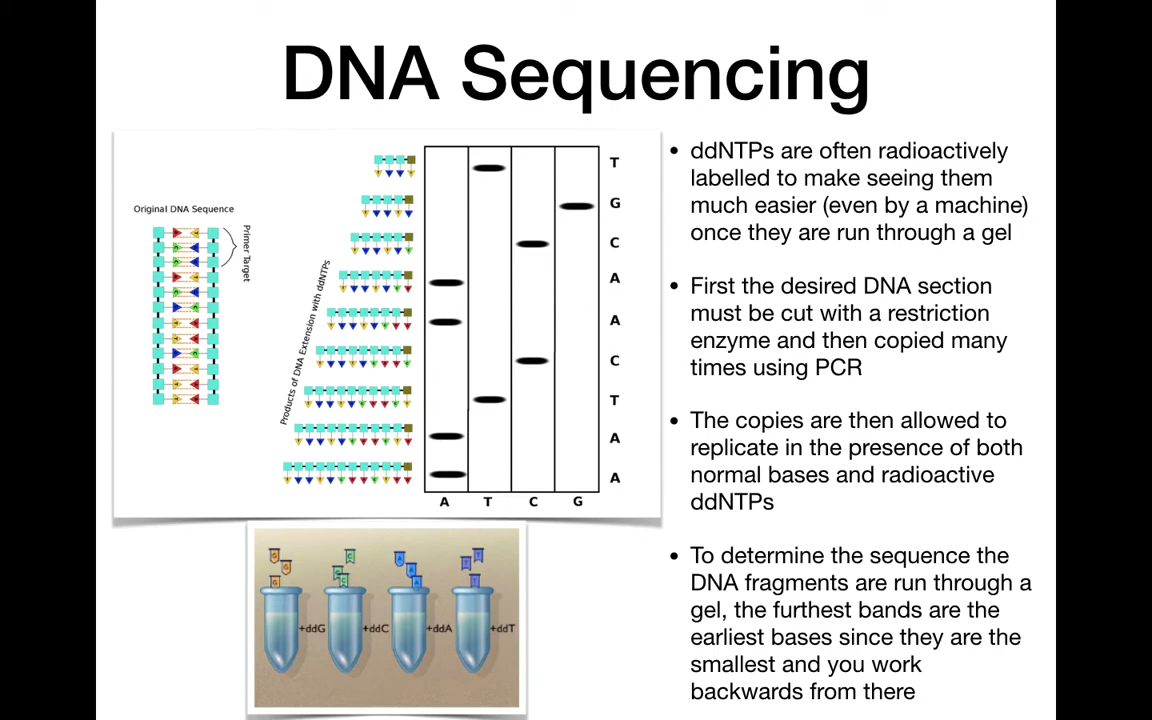 DNA Sequencing
Original DNA Sequence
Primer Target
Products of DNA Extension with ddNTPs
T
G
C
A
A
C
T
A
A
A T C G
• ddNTPs are often radioactively
labelled to make seeing them
much easier (even by a machine)
once they are run through a gel
• First the desired DNA section
must be cut with a restriction
enzyme and then copied many
times using PCR
• The copies are then allowed to
replicate in the presence of both
normal bases and radioactive
ddNTPs
• To determine the sequence the
DNA fragments are run through a
gel, the furthest bands are the
earliest bases since they are the
smallest and you work
backwards from there
G G G
C C C
A A A
T T T
+ddG +ddC +ddA +ddT